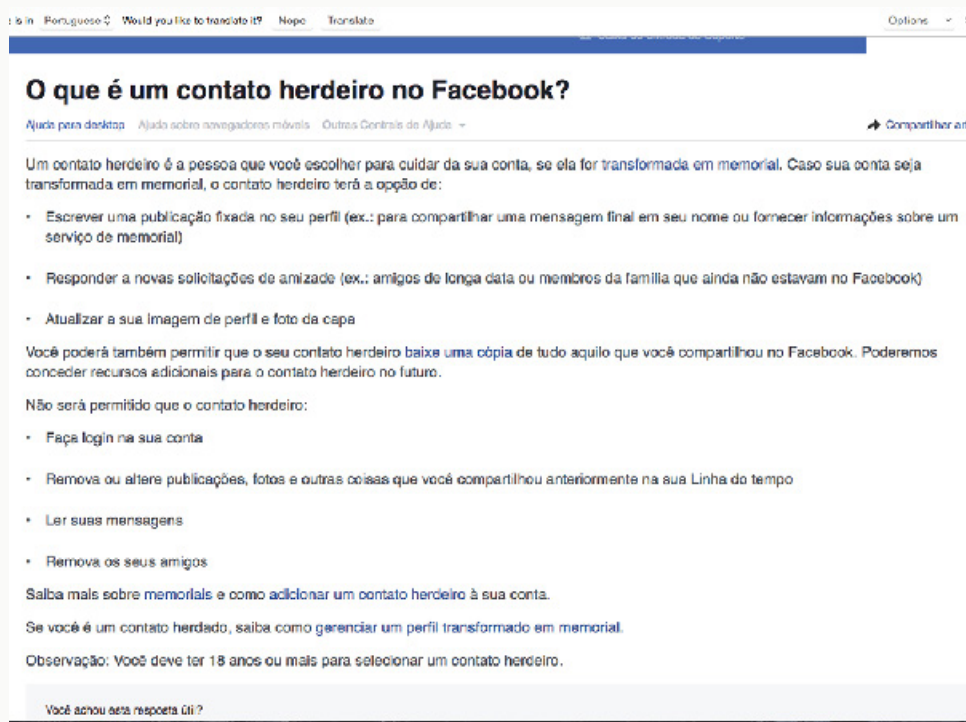 is in Portuguese Would you like to translate it? Nope Translate Options
O que é um contato herdeiro no Facebook?
Ajuda para desktop Ajuda sobre navegadores móveis Outras Centrais de Ajuda Compartilhar art
Um contato herdeiro é a pessoa que você escolher para cuidar da sua conta, se ela for transformada em memorial. Caso sua conta seja
transformada em memorial, o contato herdeiro terá a opção de:
• Escrever uma publicação fixada no seu perfil (ex.: para compartilhar uma mensagem final em seu nome ou fornecer informações sobre um
serviço de memorial)
• Responder a novas solicitações de amizade (ex.: amigos de longa data ou membros da família que ainda não estavam no Facebook)
• Atualizar a sua imagem de perfil e foto da capa
Você poderá também permitir que o seu contato herdeiro baixe uma cópia de tudo aquilo que você compartilhou no Facebook. Poderemos
conceder recursos adicionais para o contato herdeiro no futuro.
Não será permitido que o contato herdeiro:
• Faça login na sua conta
• Remova ou altere publicações, fotos e outras coisas que você compartilhou anteriormente na sua Linha do tempo
• Ler suas mensagens
• Remova os seus amigos
Saiba mais sobre memoriais e como adicionar um contato herdeiro à sua conta.
Se você é um contato herdado, saiba como gerenciar um perfil transformado em memorial.
Observação: Você deve ter 18 anos ou mais para selecionar um contato herdeiro.
Você achou esta resposta útil?